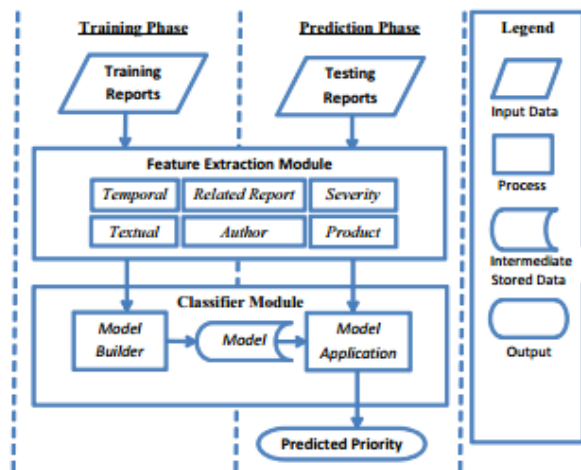 Training Phase
Prediction Phase
Legend
Training
Reports
Testing
Reports
Input Data
Feature Extraction Module
Temporal
Related Report
Severity
Textual
Author
Product
Process
Intermediate
Stored Data
Classifier Module
Model
Builder
Model
Model
Application
Output
Predicted Priority